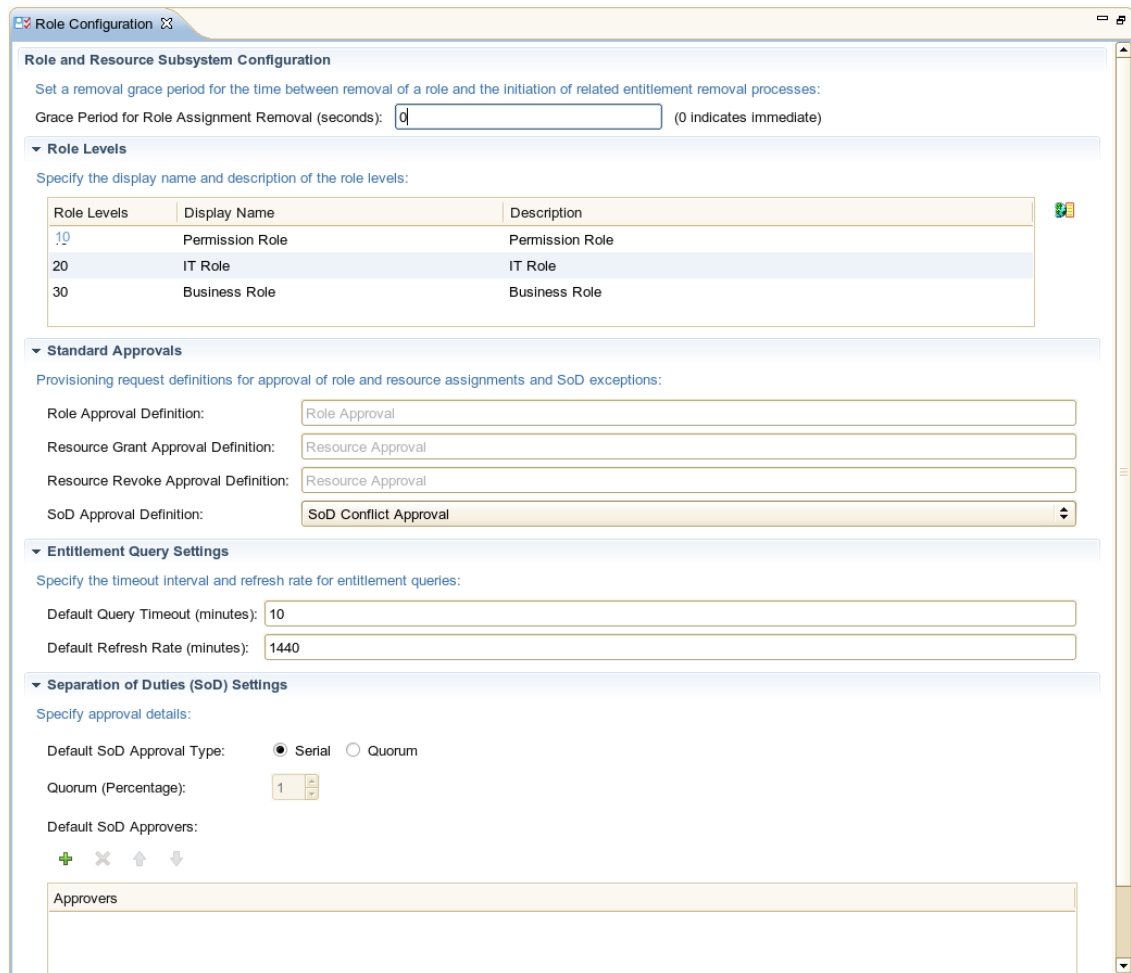 Role Configuration
Role and Resource Subsystem Configuration
Set a removal grace period for the time between removal of a role and the initiation of related entitlement removal processes:
Grace Period for Role Assignment Removal (seconds): 0 (0 indicates immediate)
Role Levels
Specify the display name and description of the role levels:
Role Levels Display Name Description
10 Permission Role Permission Role
20 IT Role IT Role
30 Business Role Business Role
Standard Approvals
Provisioning request definitions for approval of role and resource assignments and SoD exceptions:
Role Approval Definition: Role Approval
Resource Grant Approval Definition: Resource Approval
Resource Revoke Approval Definition: Resource Approval
SoD Approval Definition: SoD Conflict Approval
Entitlement Query Settings
Specify the timeout interval and refresh rate for entitlement queries:
Default Query Timeout (minutes): 10
Default Refresh Rate (minutes): 1440
Separation of Duties (SoD) Settings
Specify approval details:
Default SoD Approval Type: Serial Quorum
Quorum (Percentage): 1
Default SoD Approvers:
Approvers